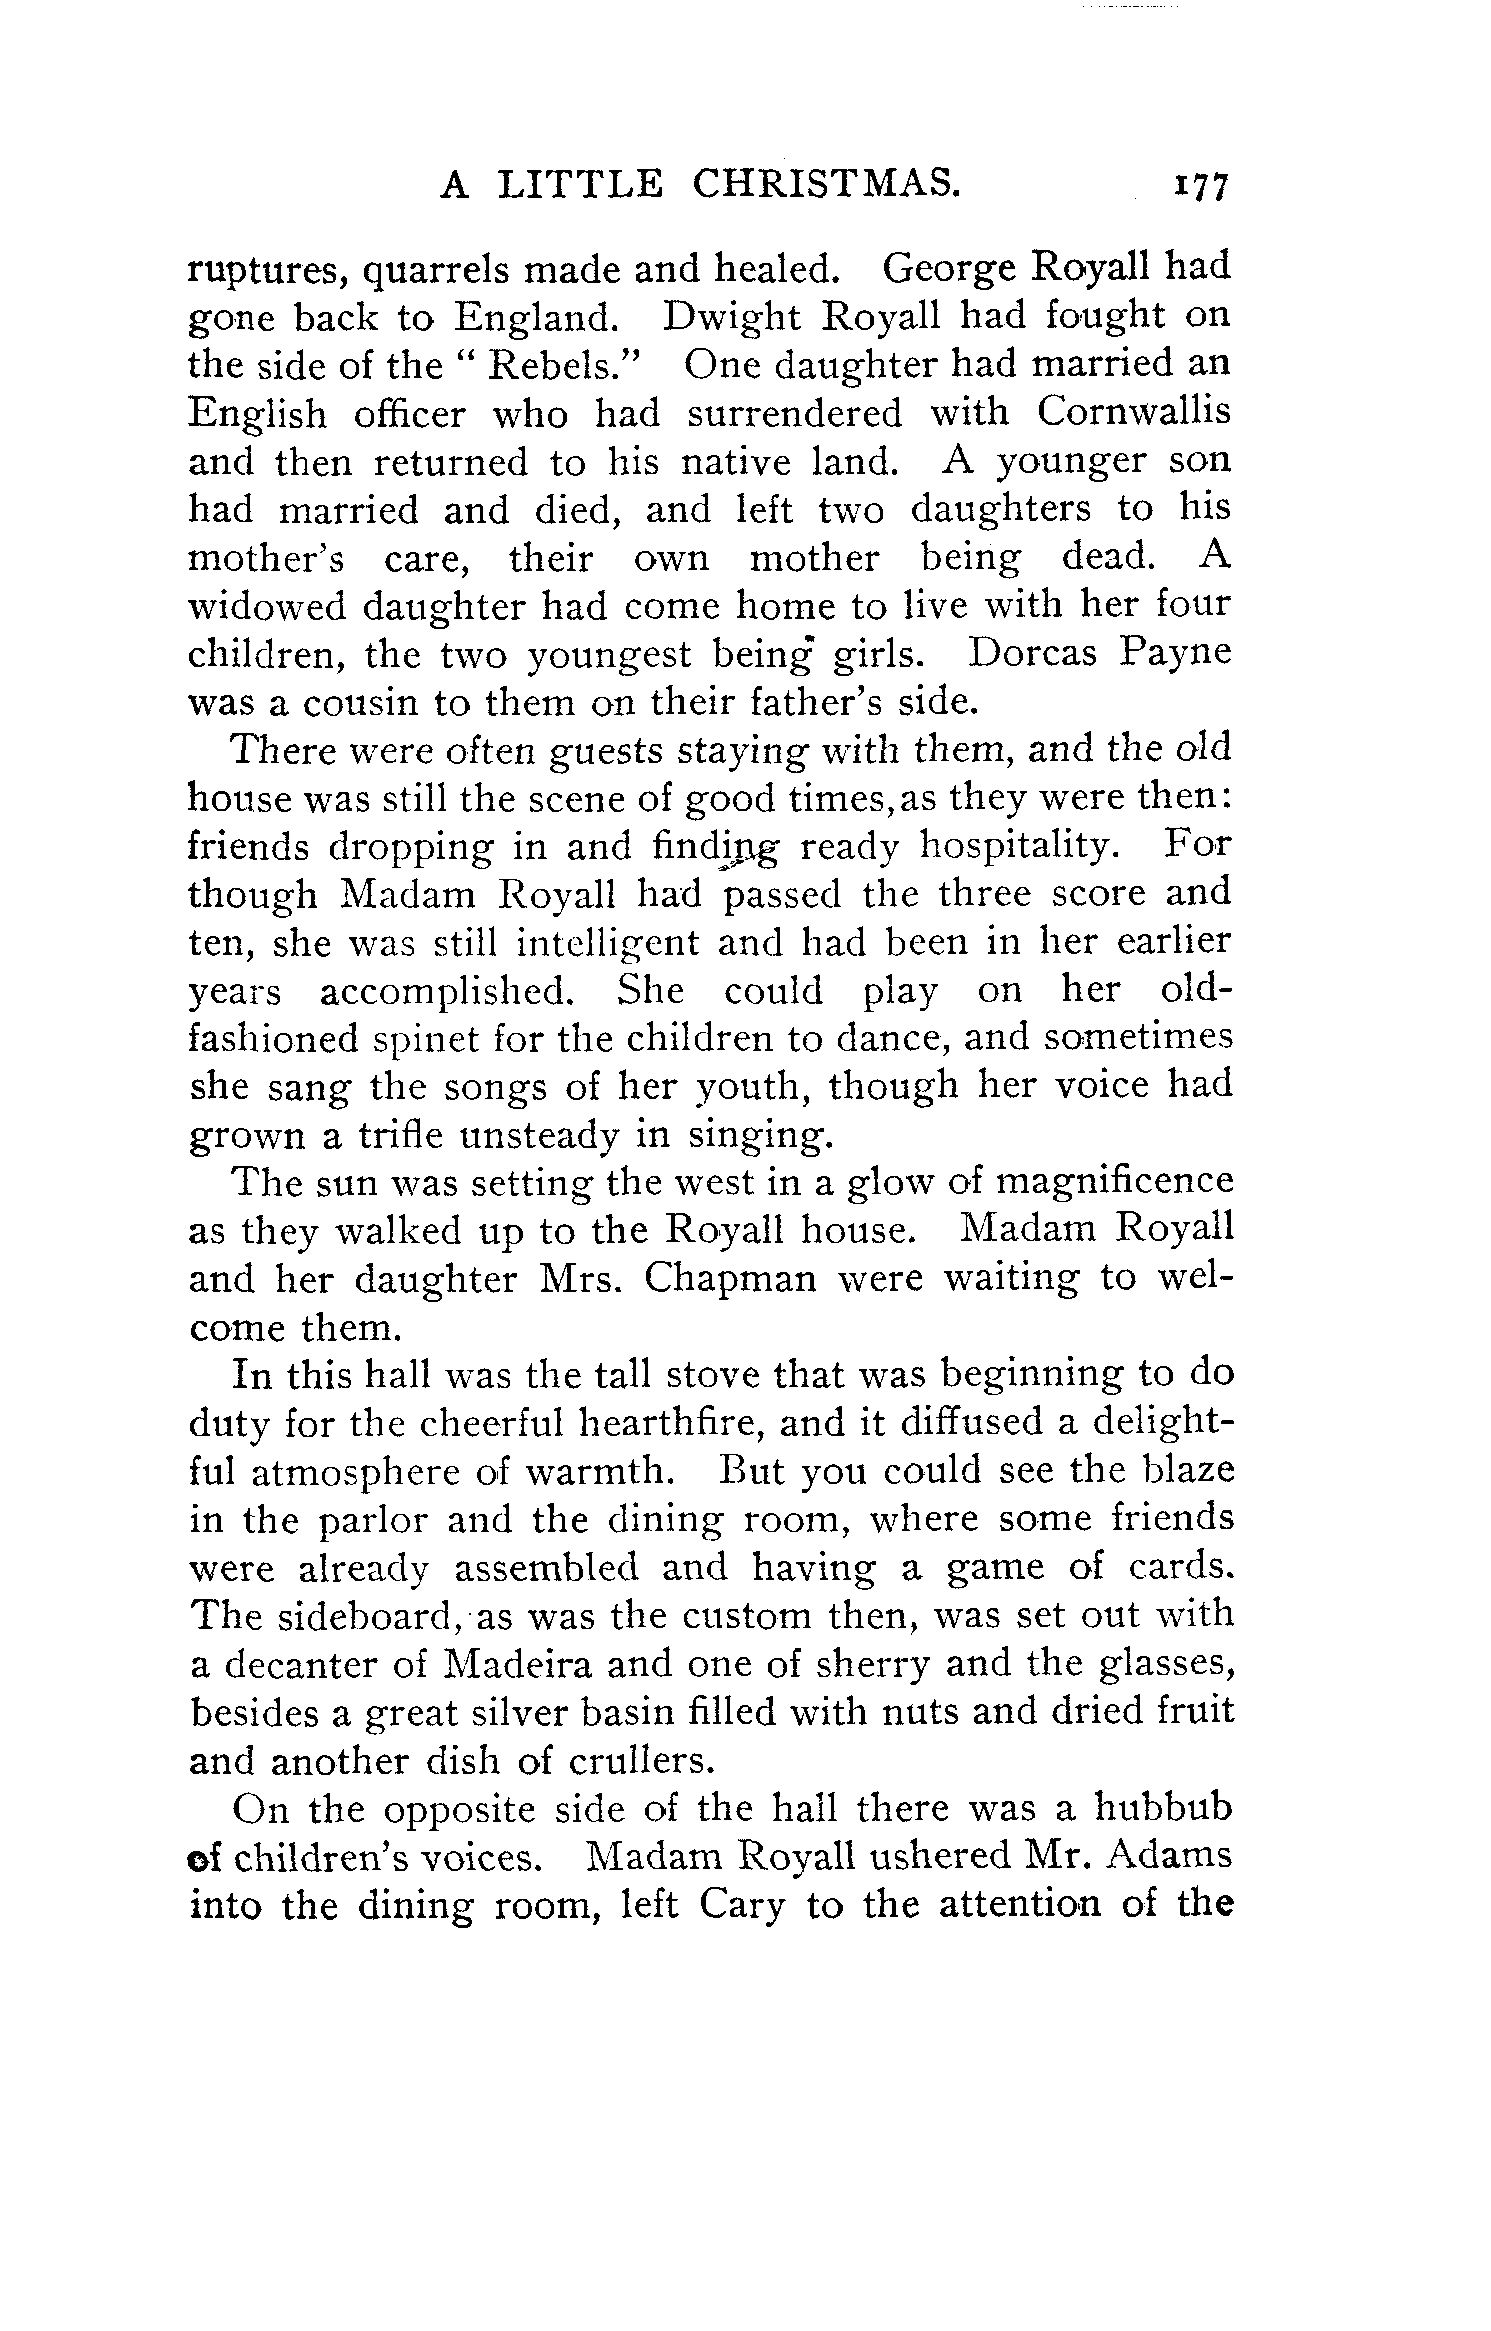 A LITTLE CHRISTMAS. 177
ruptures, quarrels made and healed. George Royall had
gone back to England. Dwight Royall had fought on
the side of the “ Rebels.” One daughter had married an
English officer who had surrendered with Cornwallis
and then returned to his native land. A younger son
had married and died, and left two daughters to his
mother’s care, their own mother being dead. A
widowed daughter had come home to live with her four
children, the two youngest being girls. Dorcas Payne
was a cousin to them on their father’s side.
There were often guests staying with them, and the old
house was still the scene of good times, as they were then:
friends dropping in and finding ready hospitality. For
though Madam Royall had passed the three score and
ten, she was still intelligent and had been in her earlier
years accomplished. She could play on her old-
fashioned spinet for the children to dance, and sometimes
she sang the songs of her youth, though her voice had
grown a trifle unsteady in singing.
The sun was setting the west in a glow of magnificence
as they walked up to the Royall house. Madam Royall
and her daughter Mrs. Chapman were waiting to wel-
come them.
In this hall was the tall stove that was beginning to do
duty for the cheerful hearthfire, and it diffused a delight-
ful atmosphere of warmth. But you could see the blaze
in the parlor and the dining room, where some friends
were already assembled and having a game of cards.
The sideboard, as was the custom then, was set out with
a decanter of Madeira and one of sherry and the glasses,
besides a great silver basin filled with nuts and dried fruit
and another dish of crullers.
On the opposite side of the hall there was a hubbub
of children’s voices. Madam Royall ushered Mr. Adams
into the dining room, left Cary to the attention of the